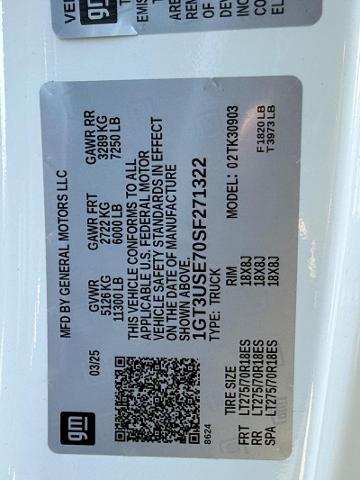 gm
MFD BY GENERAL MOTORS LLC
03/25
GVWR
5126 KG
11300 LB
GAWR FRT
2722 KG
6000 LB
GAWR RR
3289 KG
7250 LB
THIS VEHICLE CONFORMS TO ALL
APPLICABLE U.S. FEDERAL MOTOR
VEHICLE SAFETY STANDARDS IN EFFECT
ON THE DATE OF MANUFACTURE
SHOWN ABOVE.
1GT3USE70SF271322
TYPE: TRUCK
MODEL: 02TK30903
F1820LB
T3973LB
8624
TIRE SIZE RIM
FRT LT275/70R18ES 18X8J
RR LT275/70R18ES 18X8J
SPA LT275/70R18ES 18X8J
gm